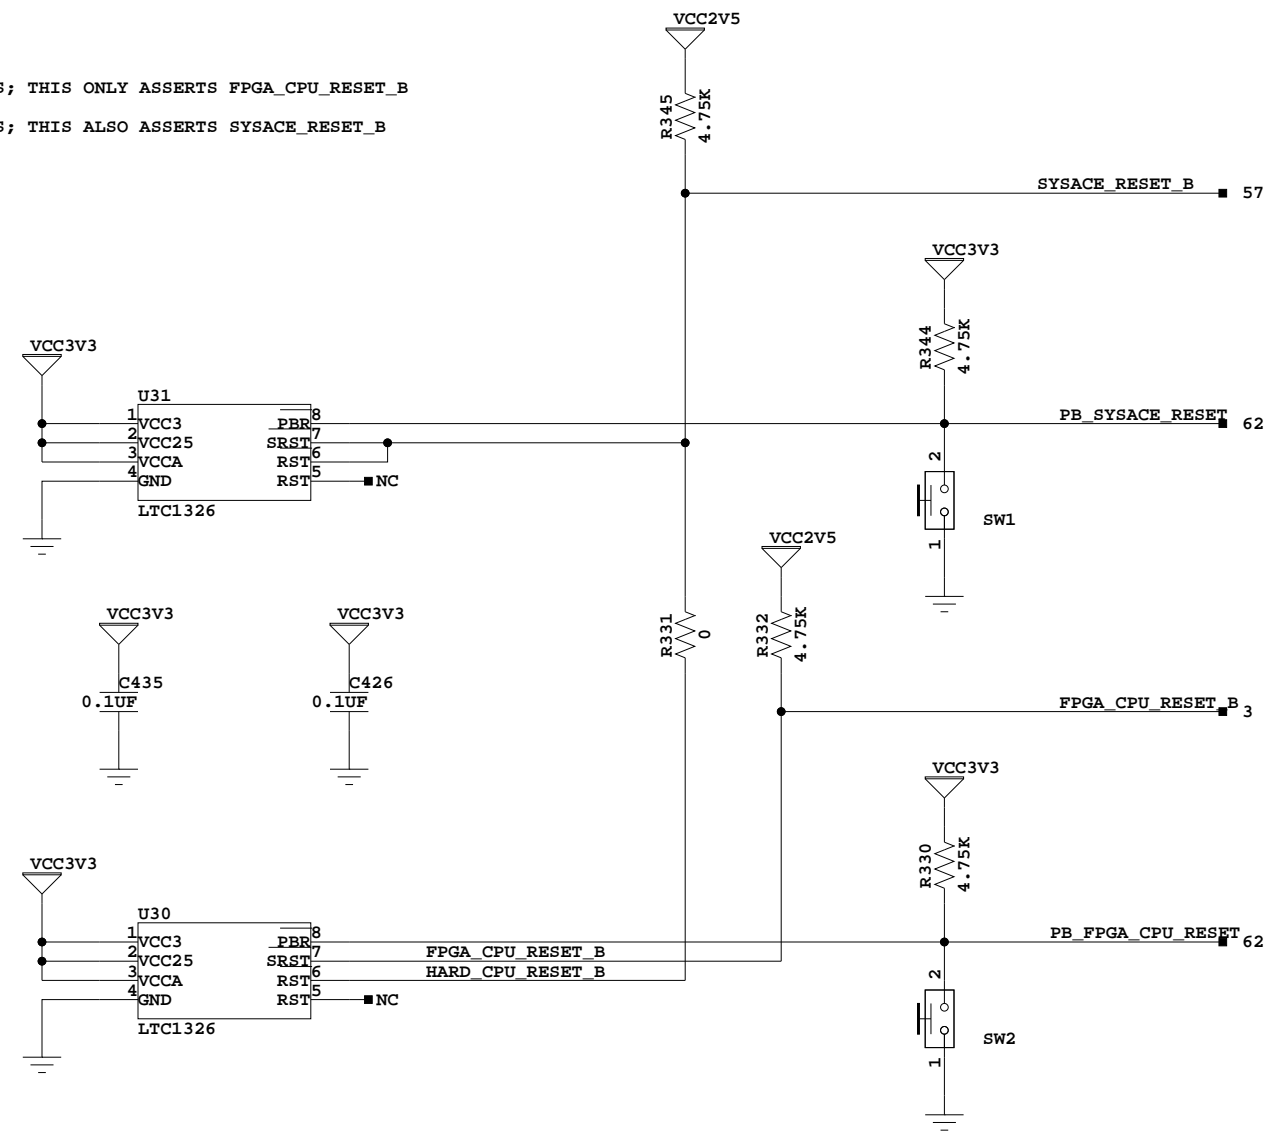 VCC2V5
S; THIS ONLY ASSERTS FPGA_CPU_RESET_B
R345
4.75K
S; THIS ALSO ASSERTS SYSACE_RESET_B
SYSACE_RESET_B
57
VCC3V3
R344
4.75K
VCC3V3
U31
1
VCC3
2
VCC25
3
VCCA
4
GND
PBR
8
SRST
7
RST
6
RST
5
NC
LTC1326
PB_SYSACE_RESET
62
2
SW1
1
VCC2V5
VCC3V3
VCC3V3
R331
0
R332
4.75K
C435
0.1UF
C426
0.1UF
FPGA_CPU_RESET_B
3
VCC3V3
R330
4.75K
VCC3V3
U30
1
VCC3
2
VCC25
3
VCCA
4
GND
PBR
8
SRST
7
RST
6
RST
5
NC
LTC1326
FPGA_CPU_RESET_B
HARD_CPU_RESET_B
PB_FPGA_CPU_RESET
62
2
SW2
1